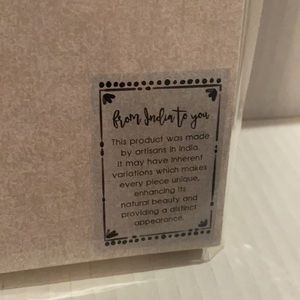 from India to you
This product was made
by artisans in India.
It may have inherent
variations which makes
every piece unique,
enhancing its
natural beauty and
providing a distinct
appearance.